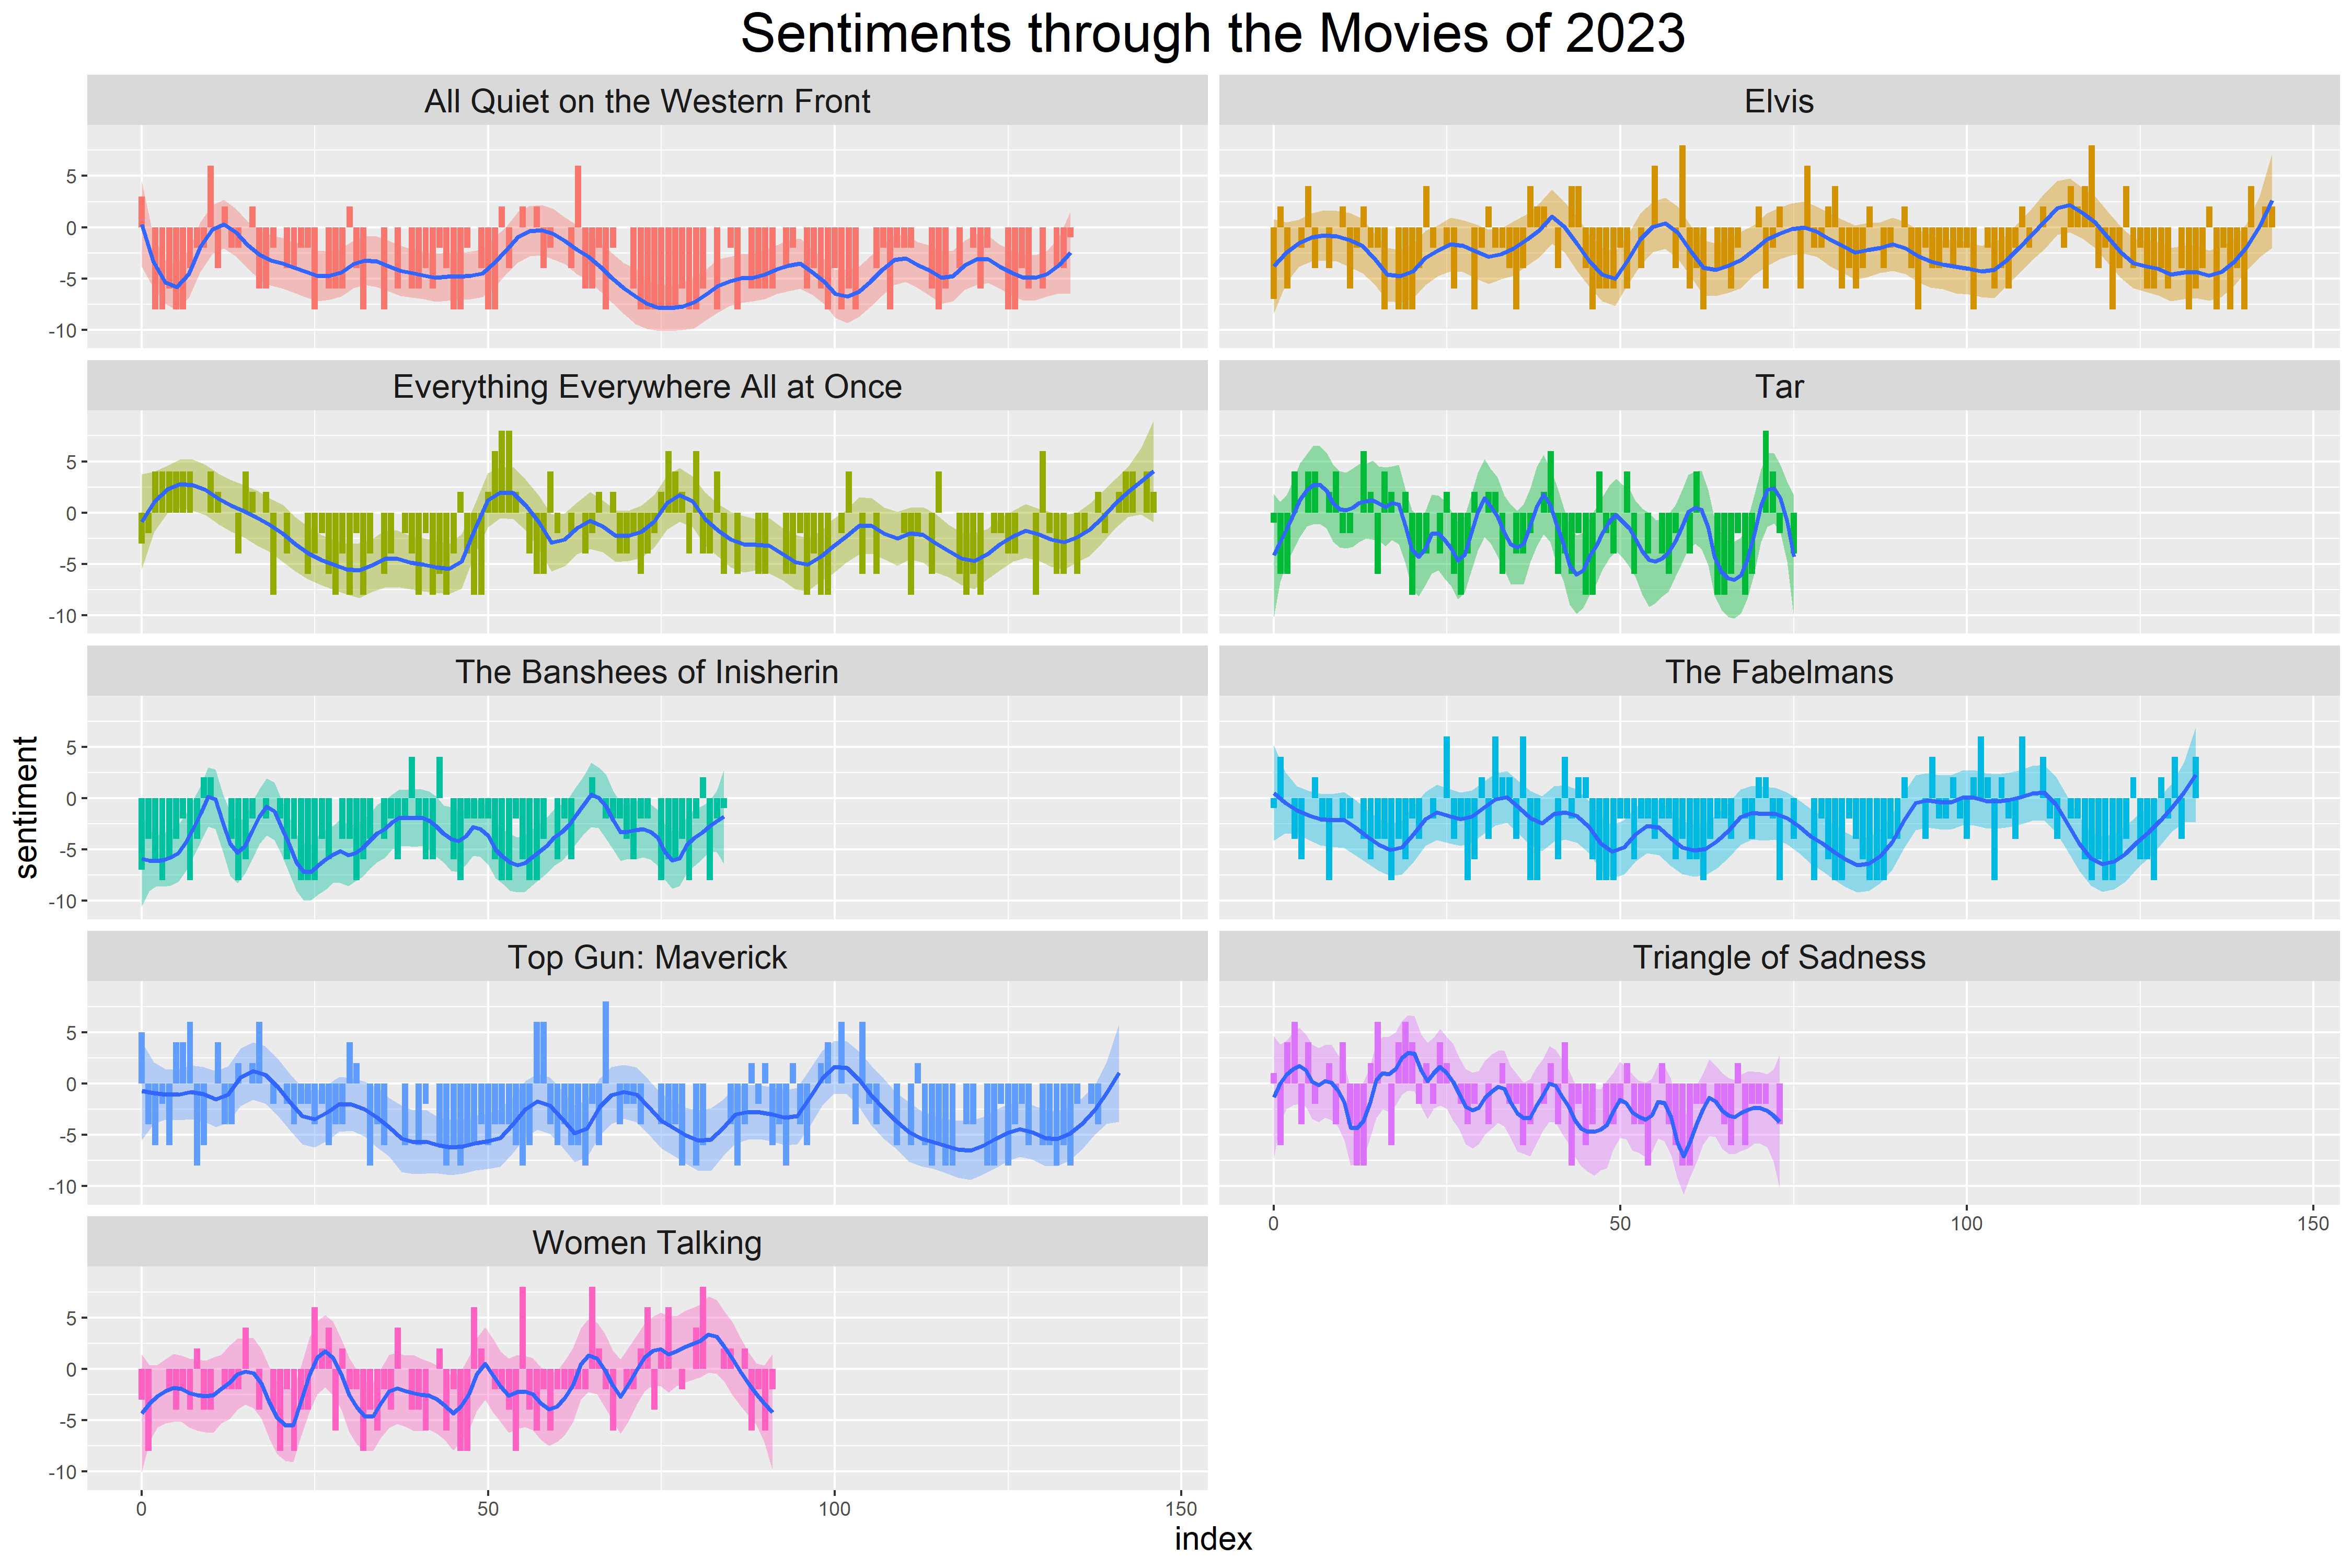 Sentiments through the Movies of 2023
All Quiet on the Western Front
Elvis
5
0
-5
-10
Everything Everywhere All at Once
Tar
5
0
-5
-10
The Banshees of Inisherin
The Fabelmans
5
0
-5
-10
sentiment
Top Gun: Maverick
Triangle of Sadness
5
0
-5
-10
0 50 100 150
Women Talking
5
0
-5
-10
0 50 100 150
index